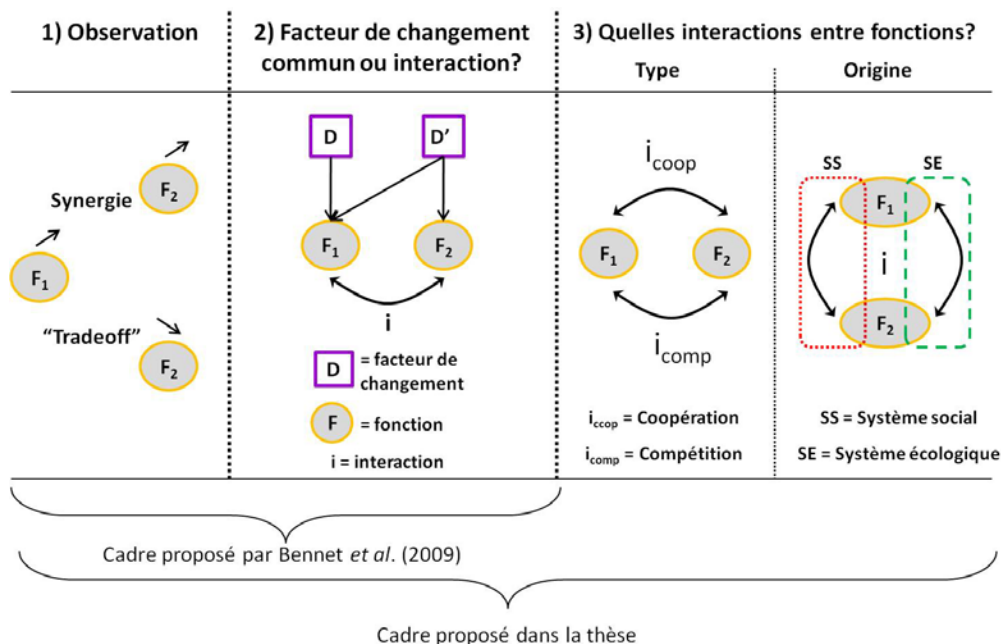 1) Observation
2) Facteur de changement
commun ou interaction?
3) Quelles interactions entre fonctions?
Type
Origine
Synergie
F2
F1
"Tradeoff"
F2
D
D'
F1
F2
i
D = facteur de
changement
F = fonction
i = interaction
icoop
F1
F2
icomp
iccop = Coopération
icomp = Compétition
SS
SE
F1
i
F2
SS = Système social
SE = Système écologique
Cadre proposé par Bennet et al. (2009)
Cadre proposé dans la thèse